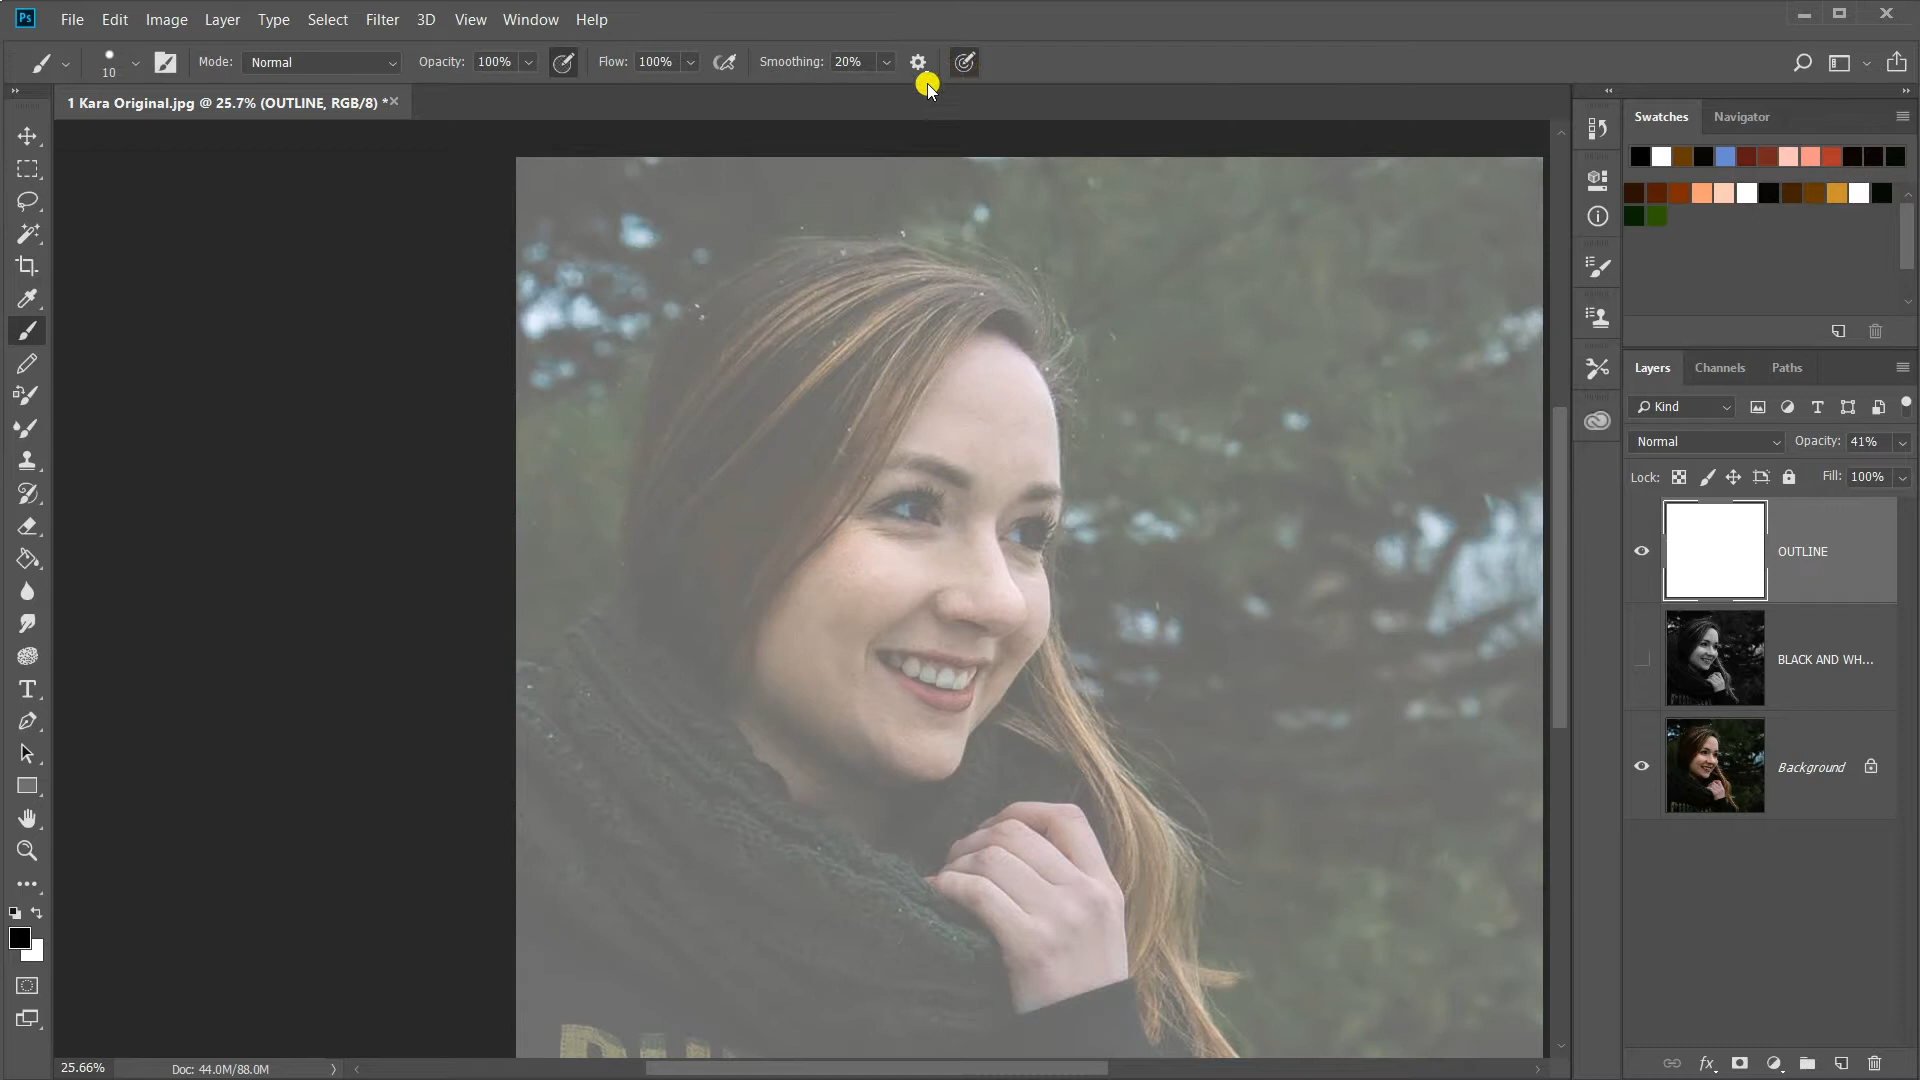 Ps File Edit Image Layer Type Select Filter 3D View Window Help
10 Mode: Normal Opacity: 100% Flow: 100% Smoothing: 20%
1 Kara Original.jpg @ 25.7% (OUTLINE, RGB/8) *
Swatches Navigator
Layers Channels Paths
Kind
Normal Opacity: 41%
Lock: Fill: 100%
OUTLINE
BLACK AND WH...
Background
25.66% Doc: 44.0M/88.0M